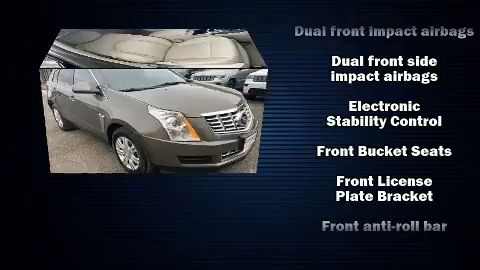 Dual front impact airbags
Dual front side
impact airbags
Electronic
Stability Control
Front Bucket Seats
Front License
Plate Bracket
Front anti-roll bar